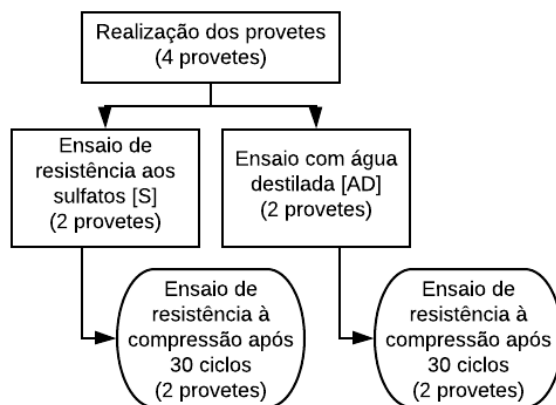 Realização dos provetes
(4 provetes)
Ensaio de
resistência aos
sulfatos [S]
(2 provetes)
Ensaio com água
destilada [AD]
(2 provetes)
Ensaio de
resistência à
compressão após
30 ciclos
(2 provetes)
Ensaio de
resistência à
compressão após
30 ciclos
(2 provetes)